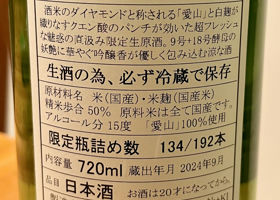 酒米のダイヤモンドと称される「愛山」と白麹が
織りなすクエン酸のパンチが効いた超フレッシュ
な魅惑の直汲み限定生原酒。9号+18号酵母の
妖艶に華やぐ吟醸香が優しく包み込む涼な酒
生酒の為、必ず冷蔵で保存
原材料名 米(国産)・米麹(国産米)
精米歩合 50% 原料米は全て国産です。
アルコール分 15度 「愛山」100%使用
限定瓶詰め数 134/192本
内容量 720ml 蔵出年月 2024年9月
品目 日本酒 お酒は20才になってから。